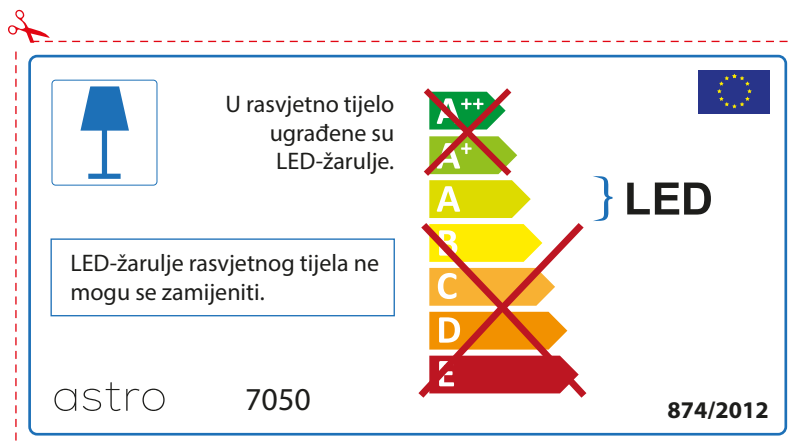 U rasvjetno tijelo
ugrađene su
LED-žarulje.
LED-žarulje rasvjetnog tijela ne
mogu se zamijeniti.
A++
A+
A
B
C
D
E
LED
astro
7050
874/2012